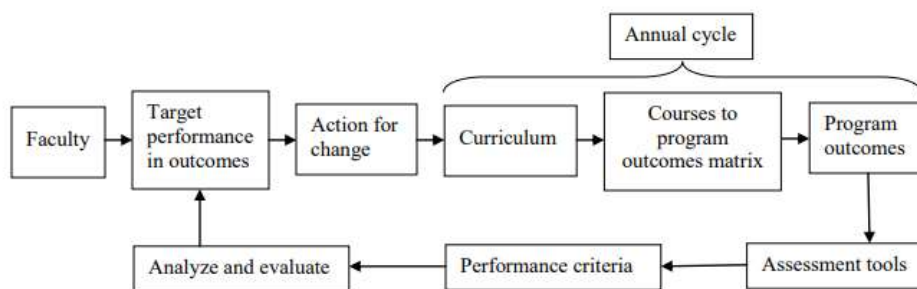 Annual cycle
Faculty
Target
performance
in outcomes
Action for
change
Curriculum
Courses to
program
outcomes matrix
Program
outcomes
Analyze and evaluate
Performance criteria
Assessment tools